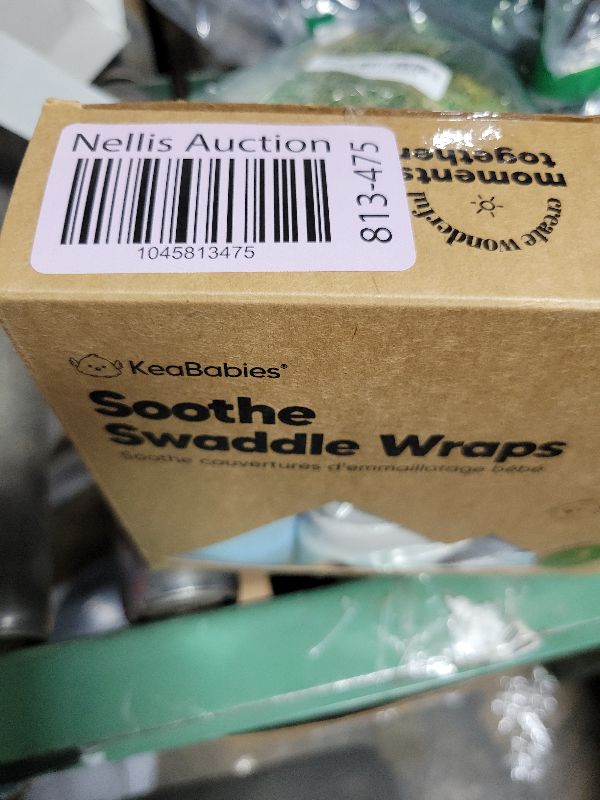 Nellis Auction
1045813475
813-475
create wonderful
moments
together
KeaBabies®
Soothe
Swaddle Wraps
Soothe couvertures d'emmaillotage bébé